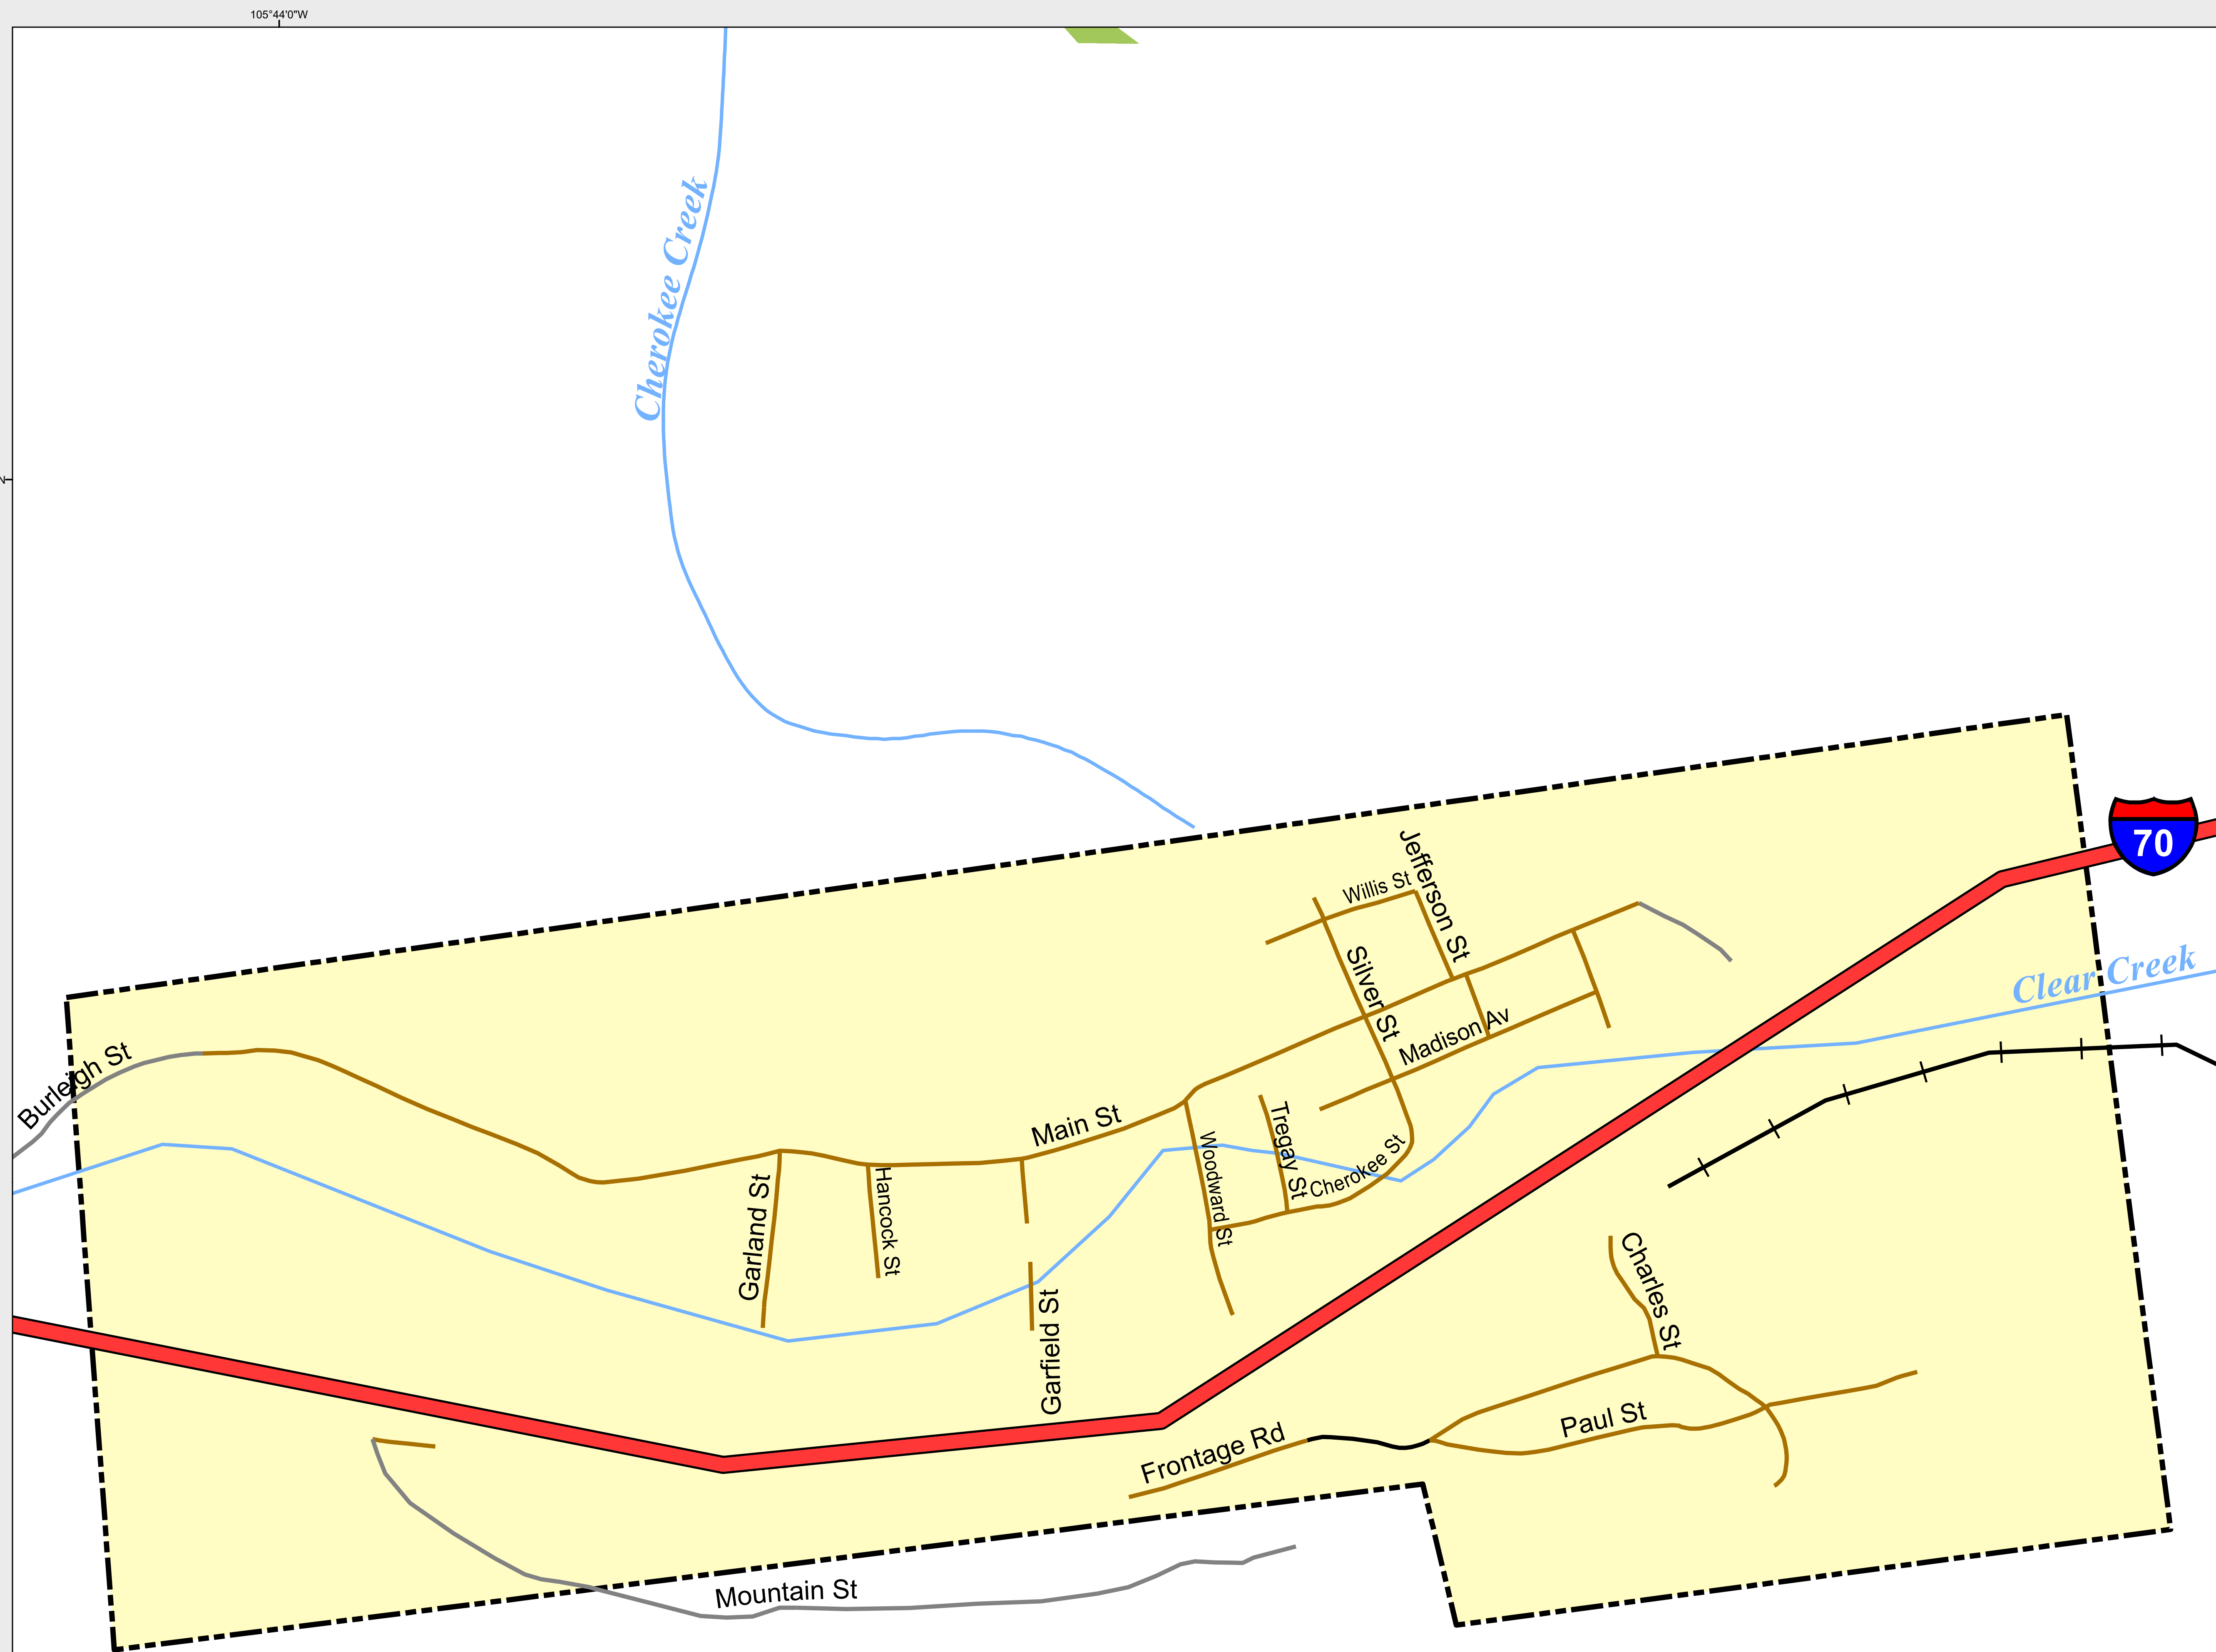 105°44'0"W
Cherokee Creek
N
70
Jefferson St
Willis St
Silver St
Clear Creek
Madison Av
Burleigh St
Main St
Tregay St
Woodward St
Cherokee St
Garland St
Hancock St
Charles St
Garfield St
Paul St
Frontage Rd
Mountain St